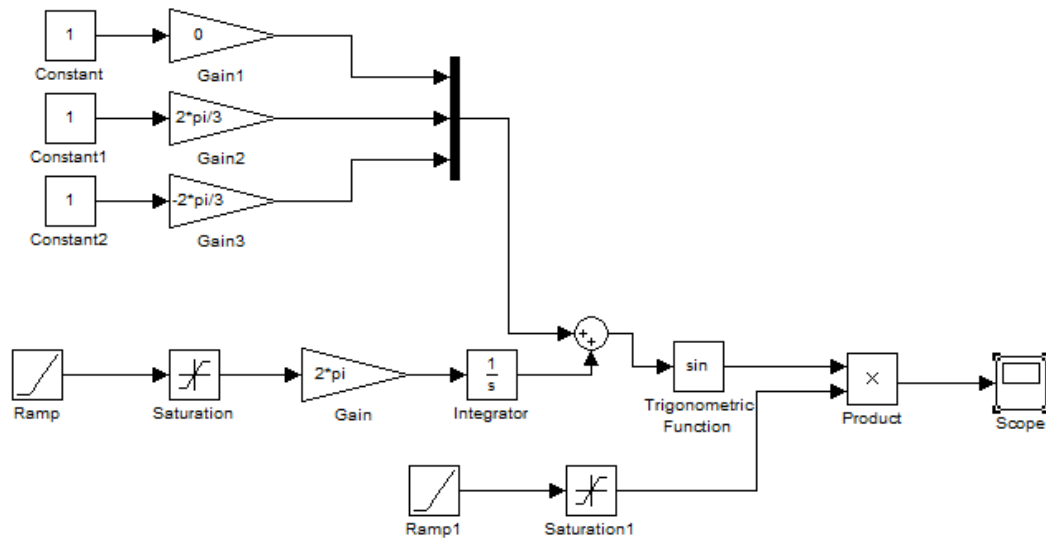 1
0
Constant
Gain1
1
2*pi/3
Constant1
Gain2
1
-2*pi/3
Constant2
Gain3
+
+
2*pi
1
s
sin
×
Ramp
Saturation
Gain
Integrator
Trigonometric
Function
Product
Scope
Ramp1
Saturation1